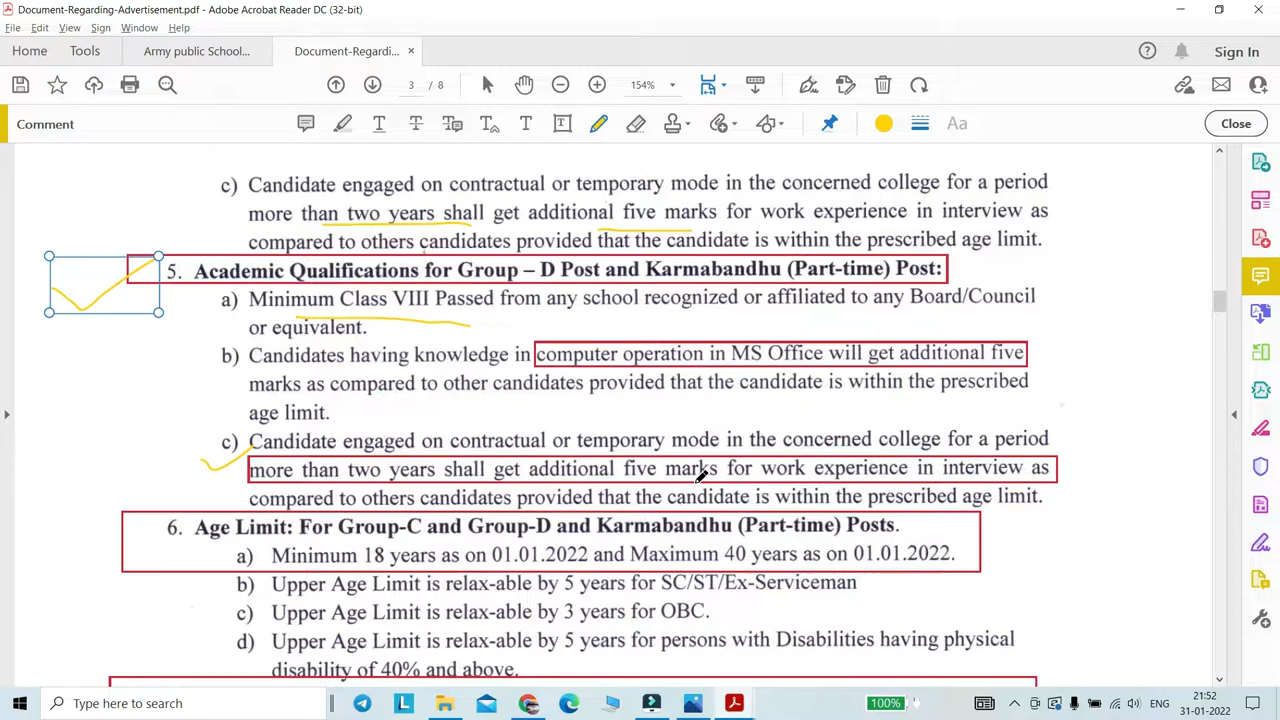 Document-Regarding-Advertisement.pdf - Adobe Acrobat Reader DC (32-bit)
File Edit View Sign Window Help
Home Tools Army public School... Document-Regardi... × Sign In
3 / 8 154%
Comment Aa Close
c) Candidate engaged on contractual or temporary mode in the concerned college for a period
more than two years shall get additional five marks for work experience in interview as
compared to others candidates provided that the candidate is within the prescribed age limit.
5. Academic Qualifications for Group – D Post and Karmabandhu (Part-time) Post:
a) Minimum Class VIII Passed from any school recognized or affiliated to any Board/Council
or equivalent.
b) Candidates having knowledge in computer operation in MS Office will get additional five
marks as compared to other candidates provided that the candidate is within the prescribed
age limit.
c) Candidate engaged on contractual or temporary mode in the concerned college for a period
more than two years shall get additional five marks for work experience in interview as
compared to others candidates provided that the candidate is within the prescribed age limit.
6. Age Limit: For Group-C and Group-D and Karmabandhu (Part-time) Posts.
a) Minimum 18 years as on 01.01.2022 and Maximum 40 years as on 01.01.2022.
b) Upper Age Limit is relax-able by 5 years for SC/ST/Ex-Serviceman
c) Upper Age Limit is relax-able by 3 years for OBC.
d) Upper Age Limit is relax-able by 5 years for persons with Disabilities having physical
disability of 40% and above.
Type here to search L 100% ENG 21:52
31-01-2022